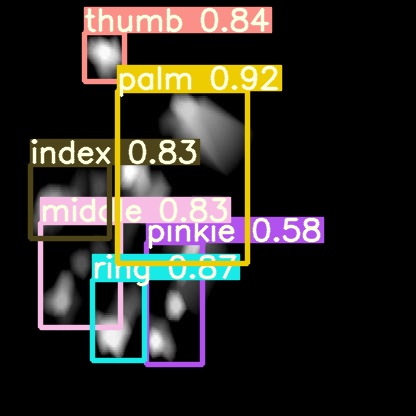 thumb 0.84
palm 0.92
index 0.83
middle 0.83
pinkie 0.58
ring 0.87